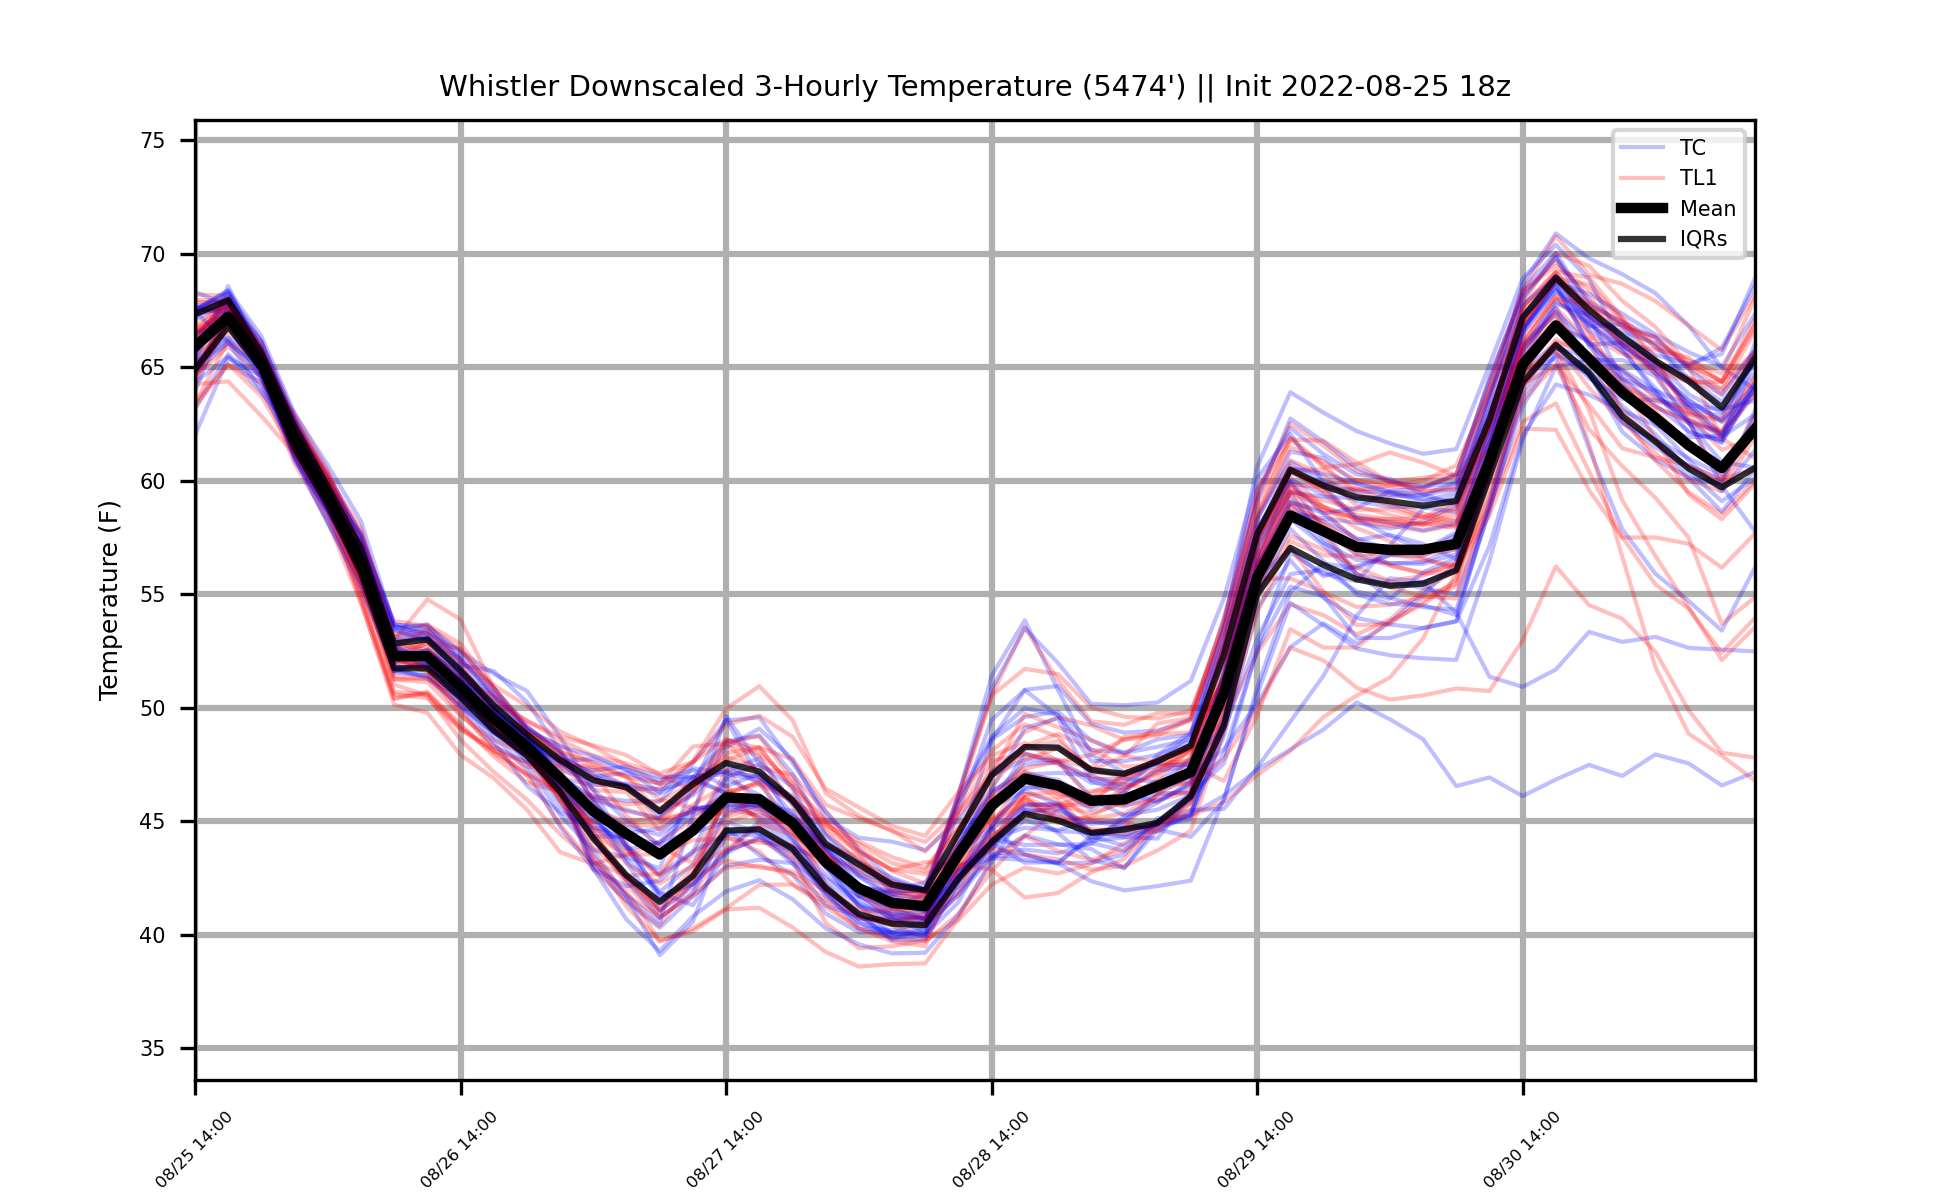 Whistler Downscaled 3-Hourly Temperature (5474') || Init 2022-08-25 18z
TC
TL1
Mean
IQRs
Temperature (F)
75
70
65
60
55
50
45
40
35
08/25 14:00
08/26 14:00
08/27 14:00
08/28 14:00
08/29 14:00
08/30 14:00